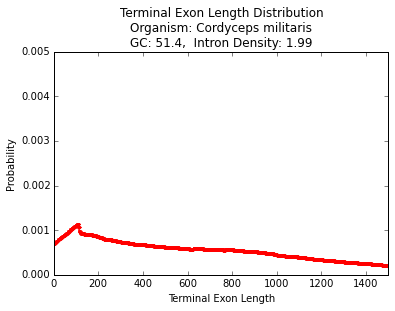 Terminal Exon Length Distribution
Organism: Cordyceps militaris
GC: 51.4,  Intron Density: 1.99
0.005
0.004
0.003
0.002
0.001
0.000
Probability
0 200 400 600 800 1000 1200 1400
Terminal Exon Length